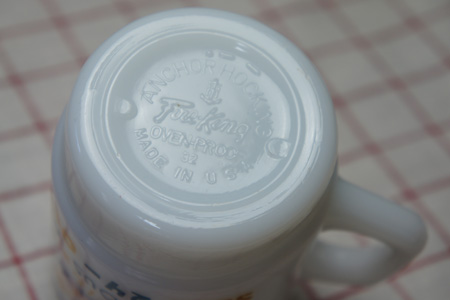 ANCHOR HOCKING
Fire-King
OVEN-PROOF
MADE IN U.S.A.